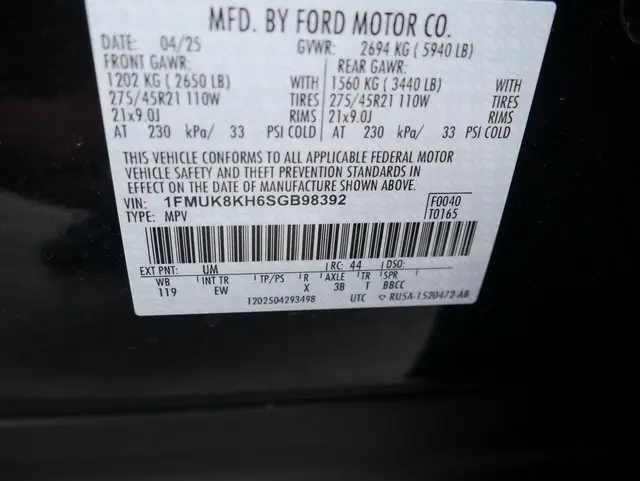 MFD. BY FORD MOTOR CO.
DATE: 04/25 GVWR: 2694 KG ( 5940 LB)
FRONT GAWR: REAR GAWR:
1202 KG ( 2650 LB) WITH 1560 KG ( 3440 LB) WITH
275/45R21 110W TIRES 275/45R21 110W TIRES
21x9.0J RIMS 21x9.0J RIMS
AT 230 kPa/ 33 PSI COLD AT 230 kPa/ 33 PSI COLD
THIS VEHICLE CONFORMS TO ALL APPLICABLE FEDERAL MOTOR
VEHICLE SAFETY AND THEFT PREVENTION STANDARDS IN
EFFECT ON THE DATE OF MANUFACTURE SHOWN ABOVE.
VIN: 1FMUK8KH6SGB98392 F0040
TYPE: MPV T0165
EXT PNT: UM RC: 44 DSO:
WB INT TR TP/PS R AXLE TR SPR
119 EW X 3B T BBCC
1202504293498 UTC ▽ RU5A-1520472-AB